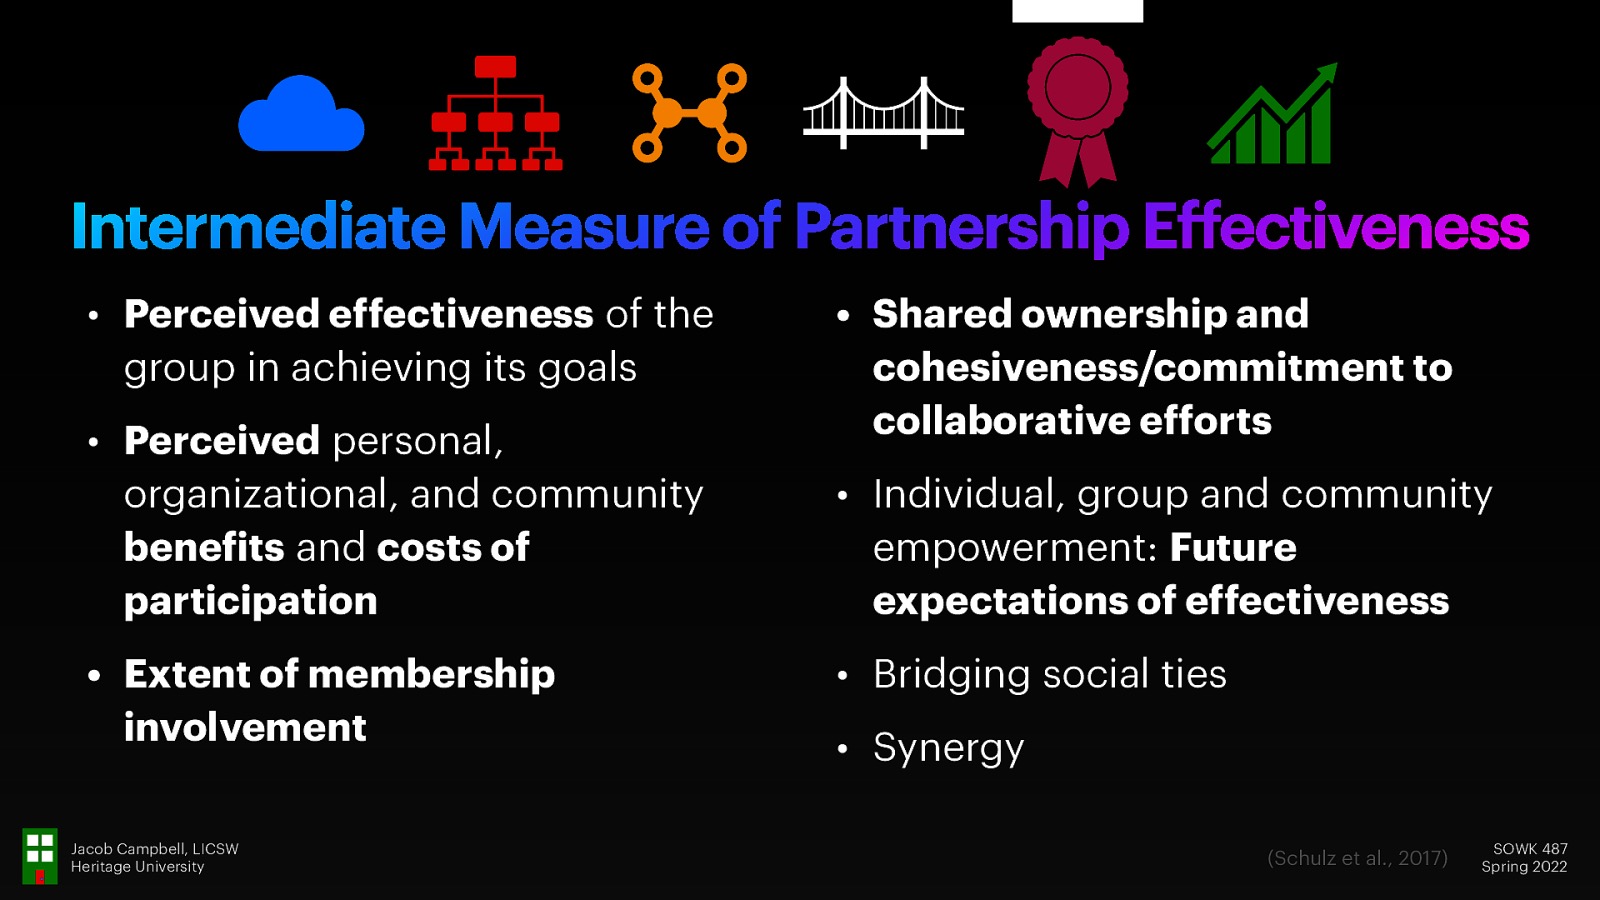 Intermediate Measure of Partnership Effectiveness
• Perceived effectiveness of the
group in achieving its goals
• Perceived personal,
organizational, and community
benefits and costs of
participation
• Extent of membership
involvement
• Shared ownership and
cohesiveness/commitment to
collaborative efforts
• Individual, group and community
empowerment: Future
expectations of effectiveness
• Bridging social ties
• Synergy
Jacob Campbell, LICSW
Heritage University
(Schulz et al., 2017)
SOWK 487
Spring 2022